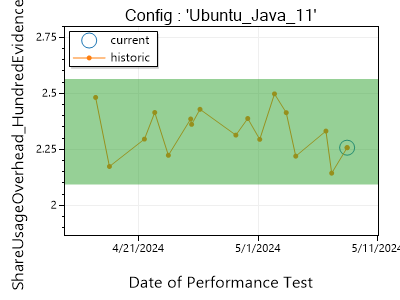 Config : 'Ubuntu_Java_11'
ShareUsageOverhead_HundredEvidence
2.75
2.5
2.25
2
current
historic
4/21/2024
5/1/2024
5/11/2024
Date of Performance Test